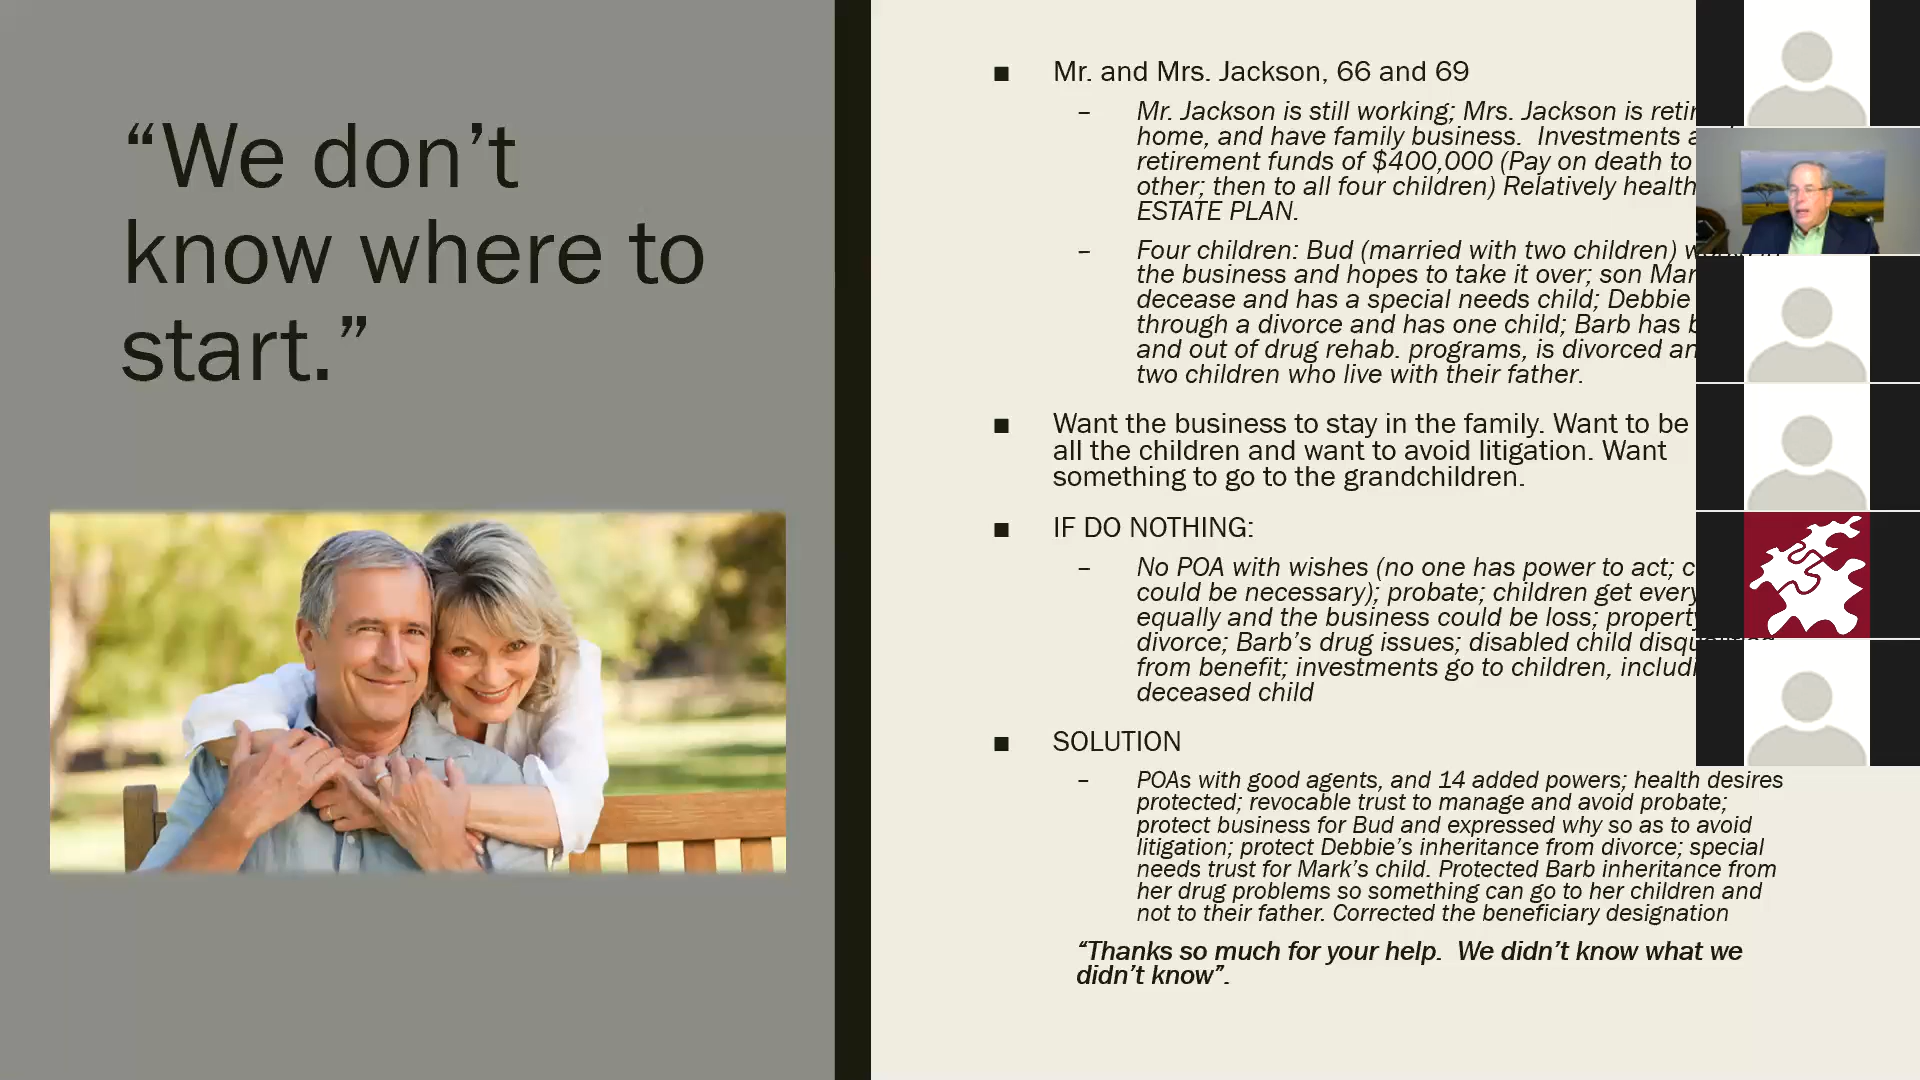 “We don’t
know where to
start.”
■ Mr. and Mrs. Jackson, 66 and 69
– Mr. Jackson is still working; Mrs. Jackson is
home, and have family business. Investments
retirement funds of $400,000 (Pay on death to
other; then to all four children) Relatively
ESTATE PLAN.
– Four children: Bud (married with two children)
the business and hopes to take it over; son
decease and has a special needs child; Debbie
through a divorce and has one child; Barb has
and out of drug rehab. programs, is divorced
two children who live with their father.
■ Want the business to stay in the family. Want to be
all the children and want to avoid litigation. Want
something to go to the grandchildren.
■ IF DO NOTHING:
– No POA with wishes (no one has power to act;
could be necessary); probate; children get
equally and the business could be loss;
divorce; Barb’s drug issues; disabled child
from benefit; investments go to children,
deceased child
■ SOLUTION
– POAs with good agents, and 14 added powers; health desires
protected; revocable trust to manage and avoid probate;
protect business for Bud and expressed why so as to avoid
litigation; protect Debbie’s inheritance from divorce; special
needs trust for Mark’s child. Protected Barb inheritance from
her drug problems so something can go to her children and
not to their father. Corrected the beneficiary designation
“Thanks so much for your help. We didn’t know what we
didn’t know”.